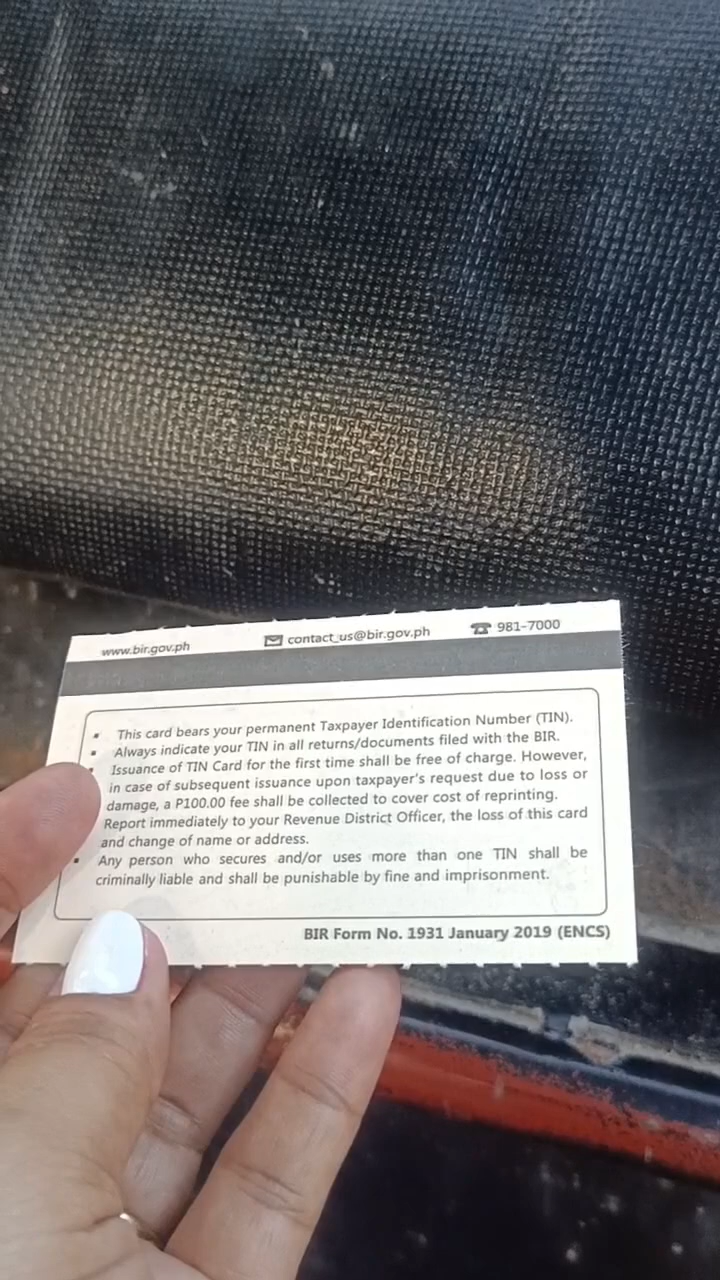 www.bir.gov.ph contact_us@bir.gov.ph 981-7000
▪ This card bears your permanent Taxpayer Identification Number (TIN).
▪ Always indicate your TIN in all returns/documents filed with the BIR.
▪ Issuance of TIN Card for the first time shall be free of charge. However,
in case of subsequent issuance upon taxpayer's request due to loss or
damage, a P100.00 fee shall be collected to cover cost of reprinting.
Report immediately to your Revenue District Officer, the loss of this card
and change of name or address.
▪ Any person who secures and/or uses more than one TIN shall be
criminally liable and shall be punishable by fine and imprisonment.
BIR Form No. 1931 January 2019 (ENCS)